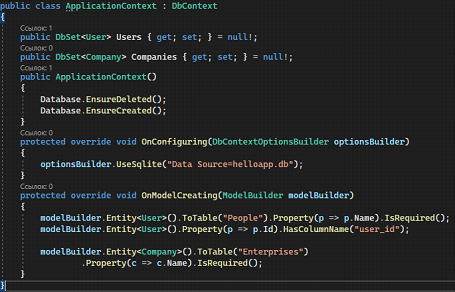 public class ApplicationContext : DbContext
{
Ссылок: 1
public DbSet<User> Users { get; set; } = null!;
Ссылок: 0
public DbSet<Company> Companies { get; set; } = null!;
Ссылок: 1
public ApplicationContext()
{
Database.EnsureDeleted();
Database.EnsureCreated();
}
Ссылок: 0
protected override void OnConfiguring(DbContextOptionsBuilder optionsBuilder)
{
optionsBuilder.UseSqlite("Data Source=helloapp.db");
}
Ссылок: 0
protected override void OnModelCreating(ModelBuilder modelBuilder)
{
modelBuilder.Entity<User>().ToTable("People").Property(p => p.Name).IsRequired();
modelBuilder.Entity<User>().Property(p => p.Id).HasColumnName("user_id");
modelBuilder.Entity<Company>().ToTable("Enterprises")
.Property(c => c.Name).IsRequired();
}
}